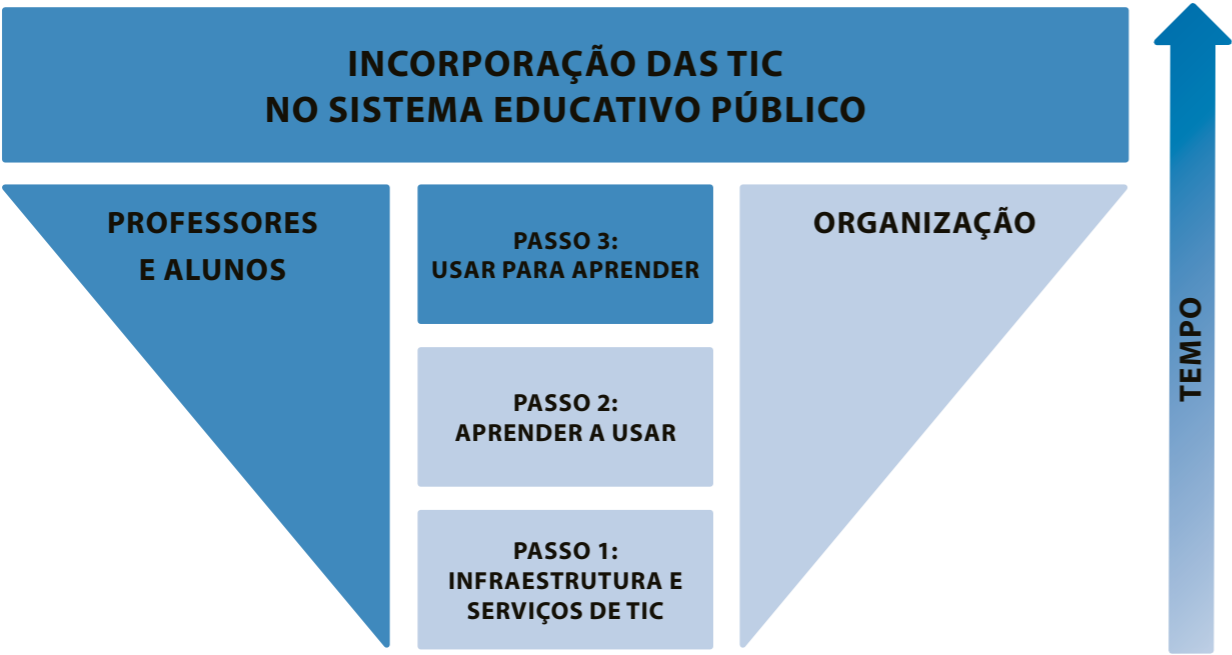 INCORPORAÇÃO DAS TIC
NO SISTEMA EDUCATIVO PÚBLICO
PROFESSORES
E ALUNOS
PASSO 3:
USAR PARA APRENDER
ORGANIZAÇÃO
PASSO 2:
APRENDER A USAR
PASSO 1:
INFRAESTRUTURA E
SERVIÇOS DE TIC
TEMPO